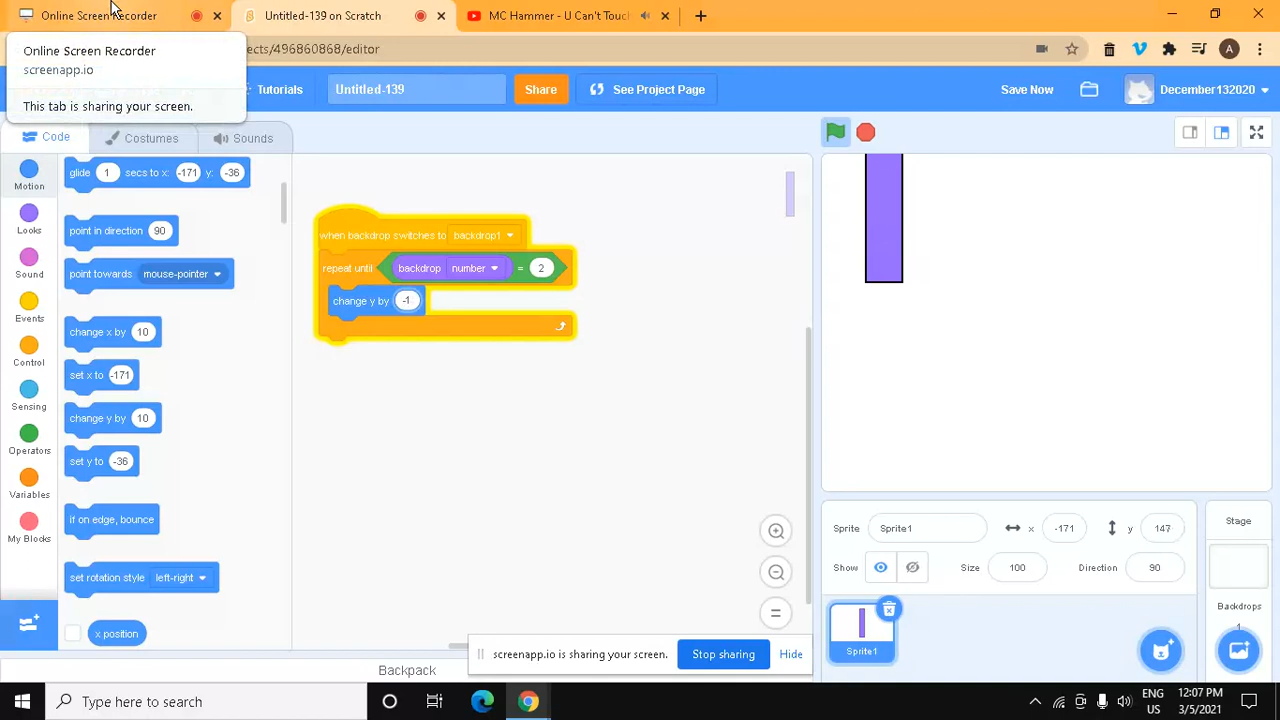 Online Screen Recorder
Untitled-139 on Scratch
MC Hammer - U Can't Touch
Online Screen Recorder
screenapp.io
This tab is sharing your screen.
ects/496860868/editor
A
Tutorials
Untitled-139
Share
See Project Page
Save Now
December132020
Code
Costumes
Sounds
Motion
Looks
Sound
Events
Control
Sensing
Operators
Variables
My Blocks
glide 1 secs to x: -171 y: -36
point in direction 90
point towards mouse-pointer
change x by 10
set x to -171
change y by 10
set y to -36
if on edge, bounce
set rotation style left-right
x position
when backdrop switches to backdrop1
repeat until backdrop number = 2
change y by -1
Sprite Sprite1 x -171 y 147
Show Size 100 Direction 90
Sprite1
Stage
Backdrops
1
screenapp.io is sharing your screen. Stop sharing Hide
Backpack
Type here to search
ENG
US
12:07 PM
3/5/2021